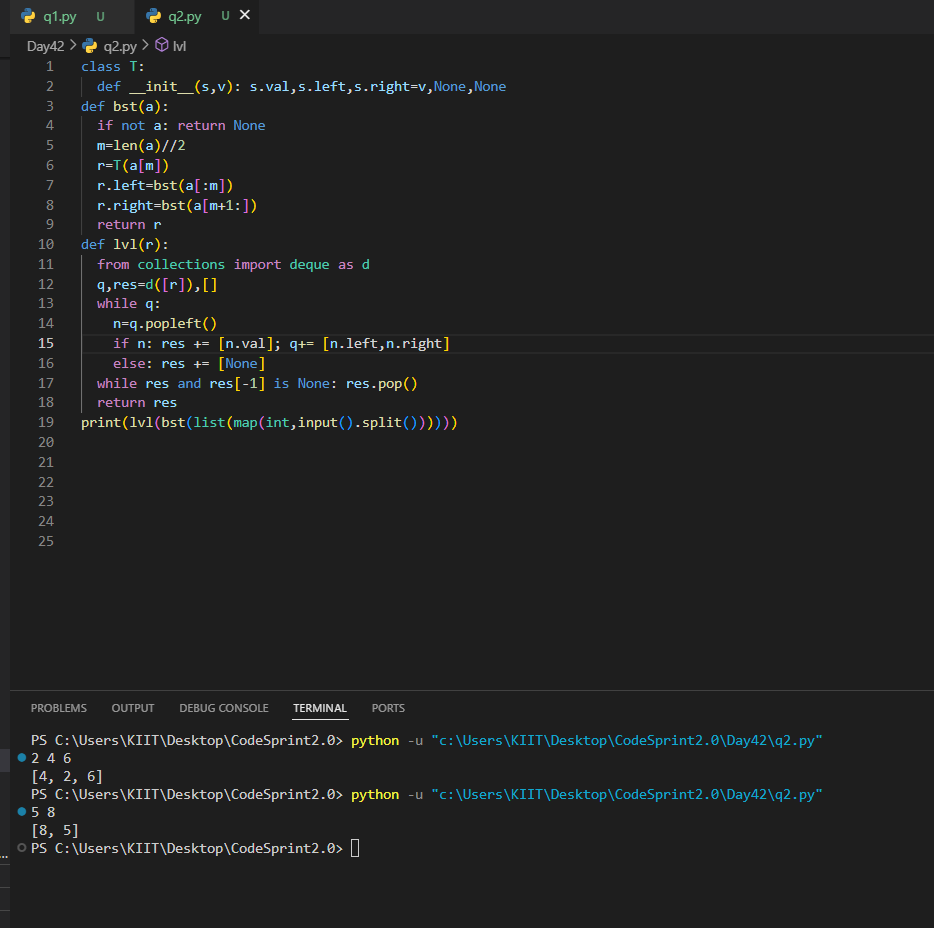 q1.py U q2.py U
Day42 > q2.py > lvl
1 class T:
2   def __init__(s,v): s.val,s.left,s.right=v,None,None
3 def bst(a):
4   if not a: return None
5   m=len(a)//2
6   r=T(a[m])
7   r.left=bst(a[:m])
8   r.right=bst(a[m+1:])
9   return r
10 def lvl(r):
11   from collections import deque as d
12   q,res=d([r]),[]
13   while q:
14     n=q.popleft()
15     if n: res += [n.val]; q+= [n.left,n.right]
16     else: res += [None]
17   while res and res[-1] is None: res.pop()
18   return res
19 print(lvl(bst(list(map(int,input().split())))))
20
21
22
23
24
25
PROBLEMS OUTPUT DEBUG CONSOLE TERMINAL PORTS
PS C:\Users\KIIT\Desktop\CodeSprint2.0> python -u "c:\Users\KIIT\Desktop\CodeSprint2.0\Day42\q2.py"
2 4 6
[4, 2, 6]
PS C:\Users\KIIT\Desktop\CodeSprint2.0> python -u "c:\Users\KIIT\Desktop\CodeSprint2.0\Day42\q2.py"
5 8
[8, 5]
... PS C:\Users\KIIT\Desktop\CodeSprint2.0>